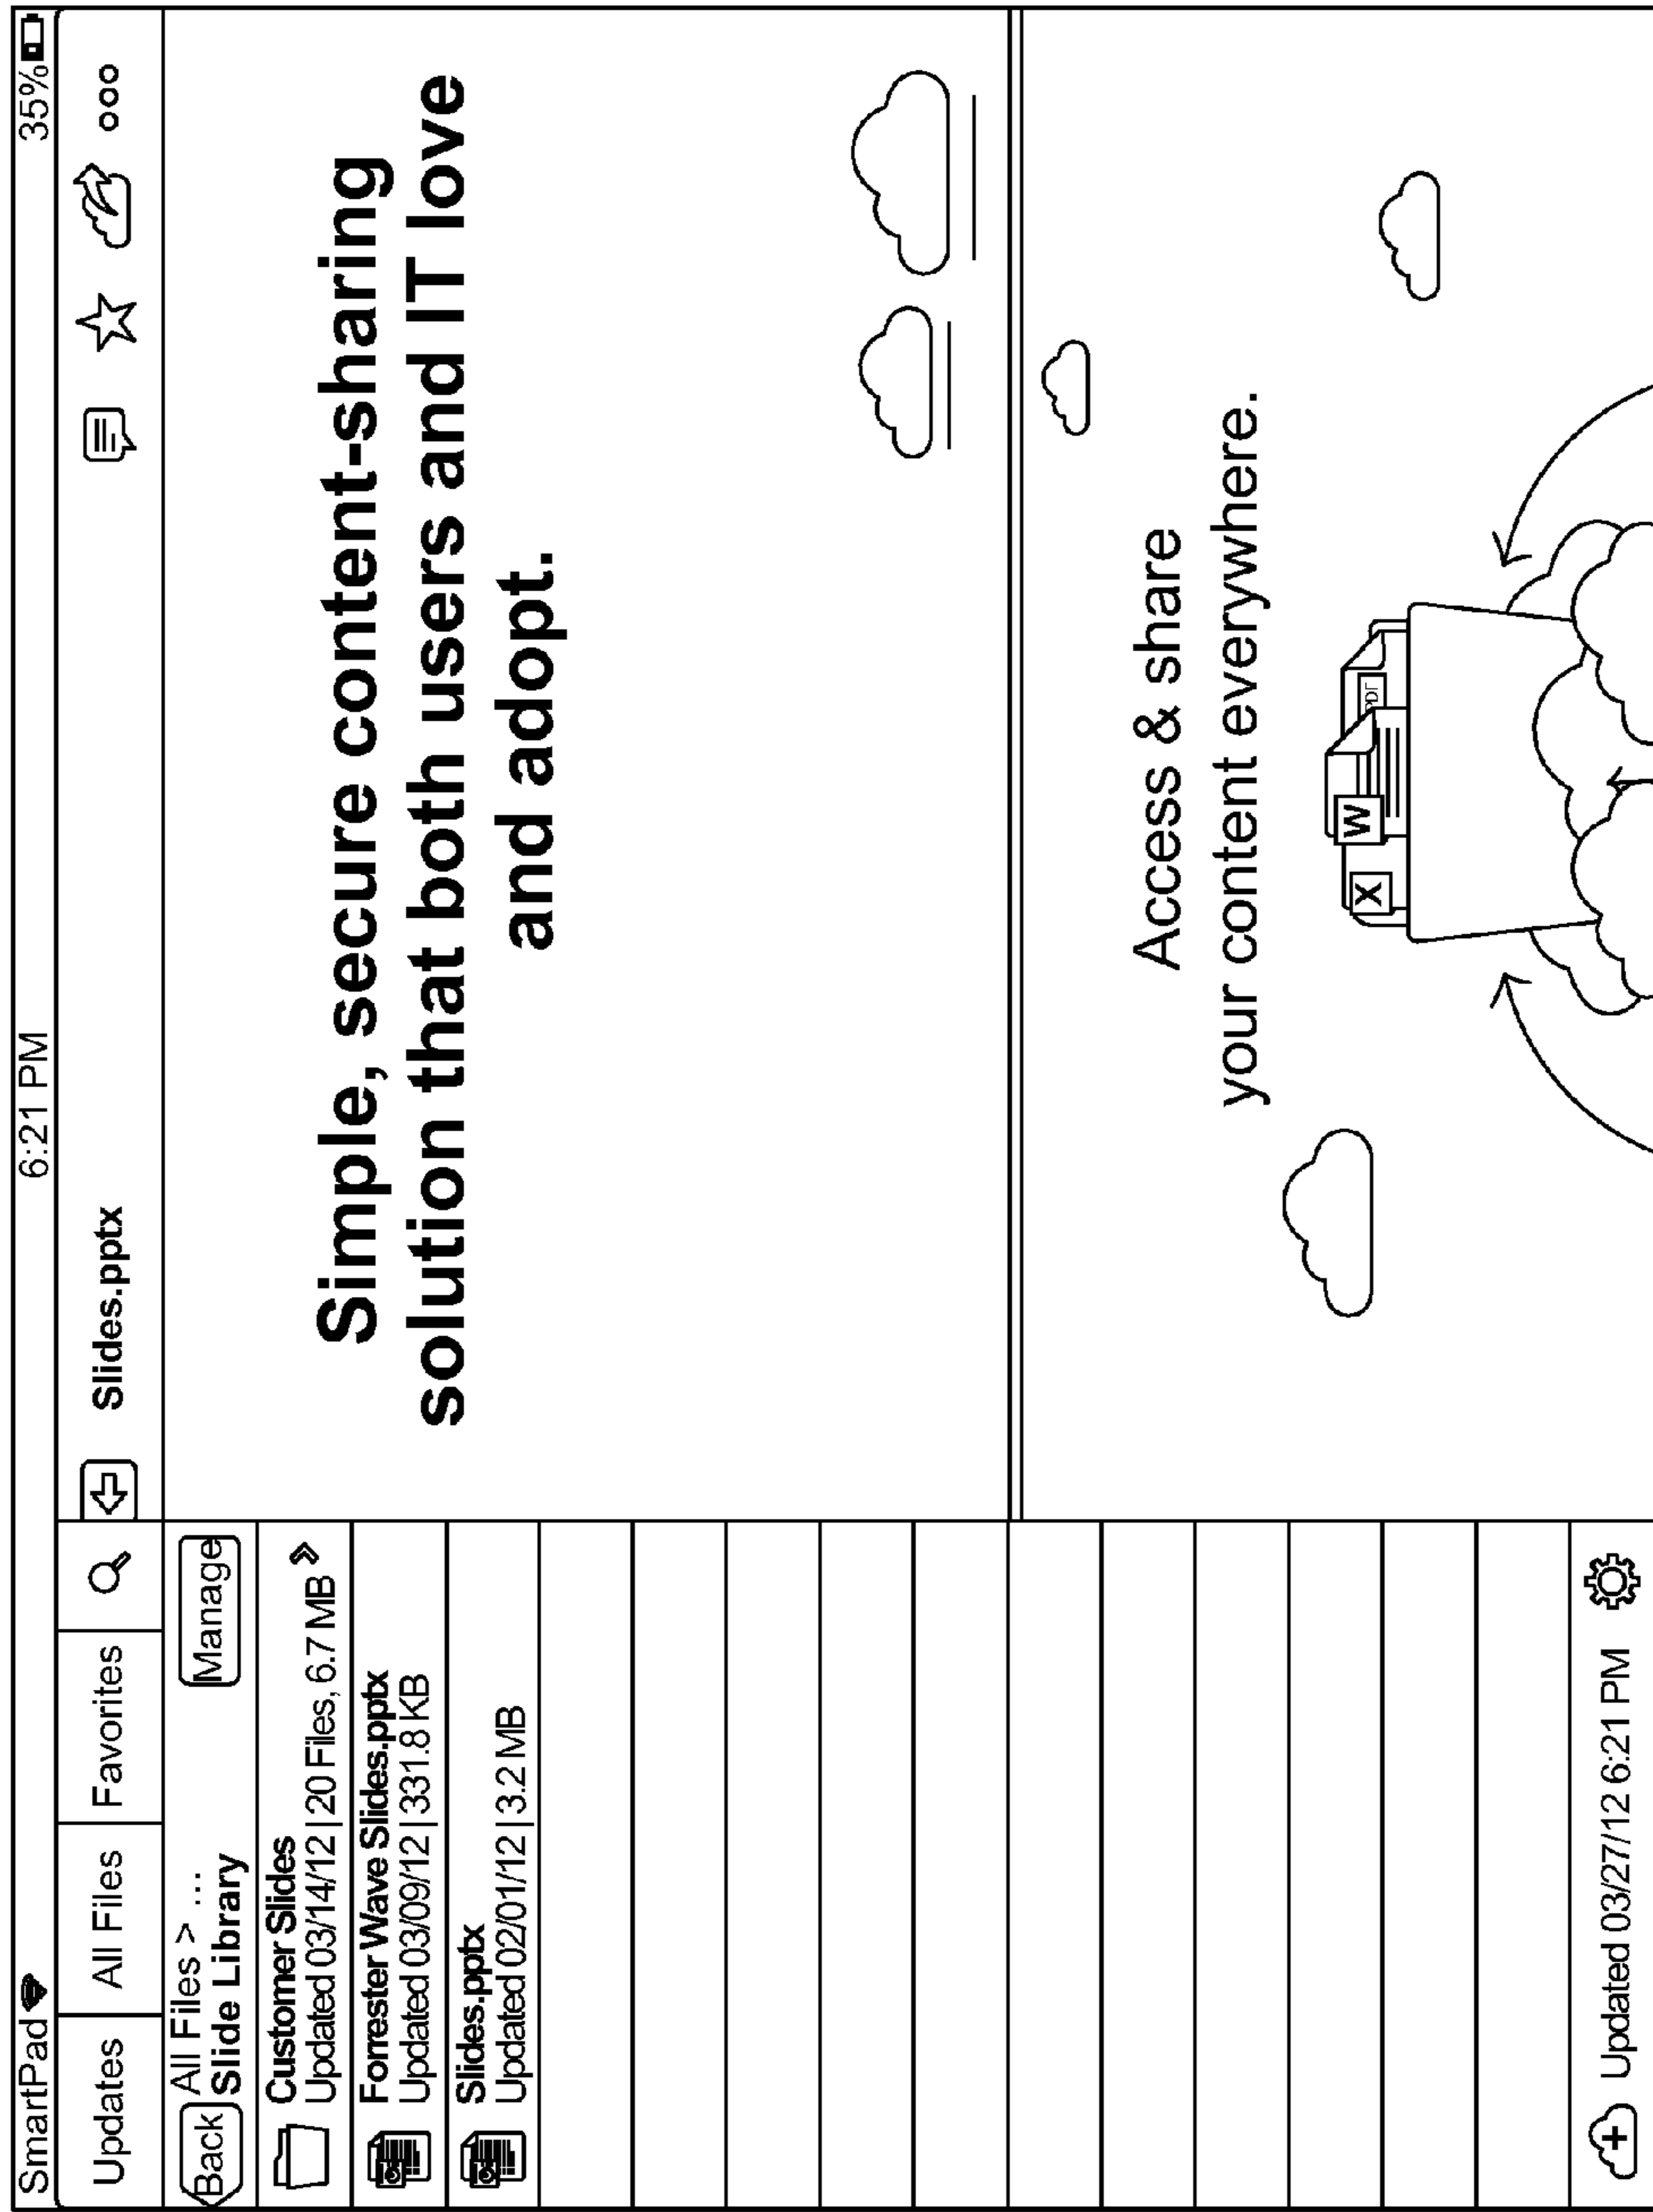 SmartPad 6:21 PM 35%
Updates All Files Favorites
Slides.pptx
Back All Files > ...
Slide Library
Manage
Customer Slides
Updated 03/14/12 | 20 Files, 6.7 MB
Forrester Wave Slides.pptx
Updated 03/09/12 | 331.8 KB
Slides.pptx
Updated 02/01/12 | 3.2 MB
Updated 03/27/12 6:21 PM
Simple, secure content-sharing
solution that both users and IT love
and adopt.
Access & share
your content everywhere.
X
W